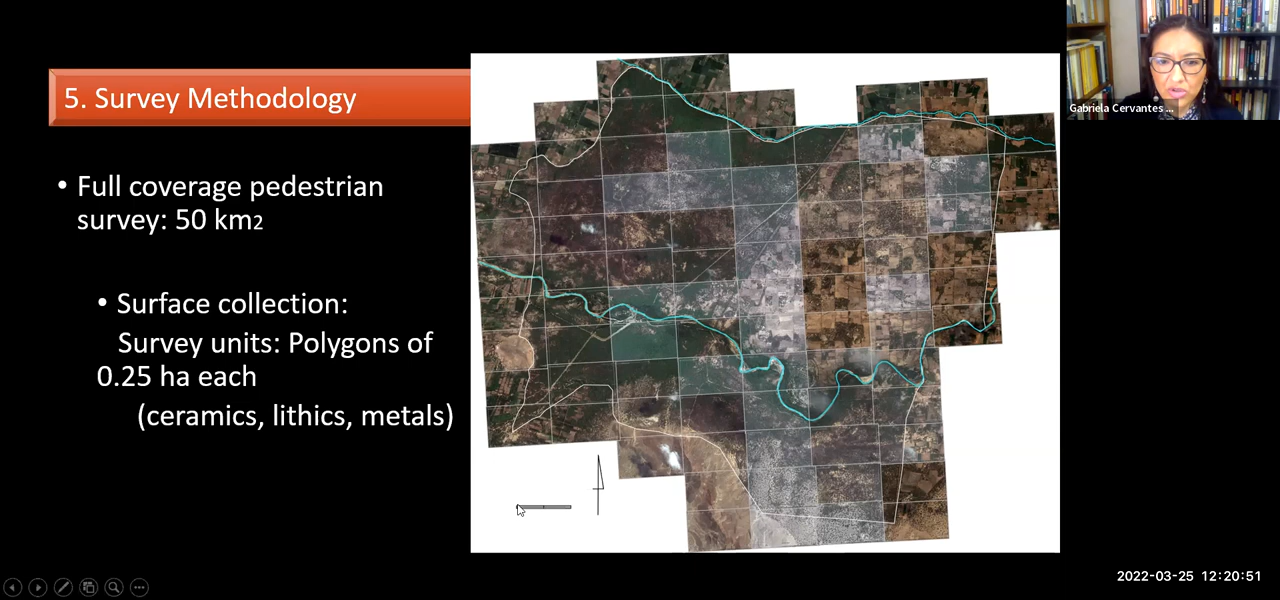 5. Survey Methodology
• Full coverage pedestrian
survey: 50 km2
• Surface collection:
Survey units: Polygons of
0.25 ha each
(ceramics, lithics, metals)
Gabriela Cervantes ...
2022-03-25 12:20:51